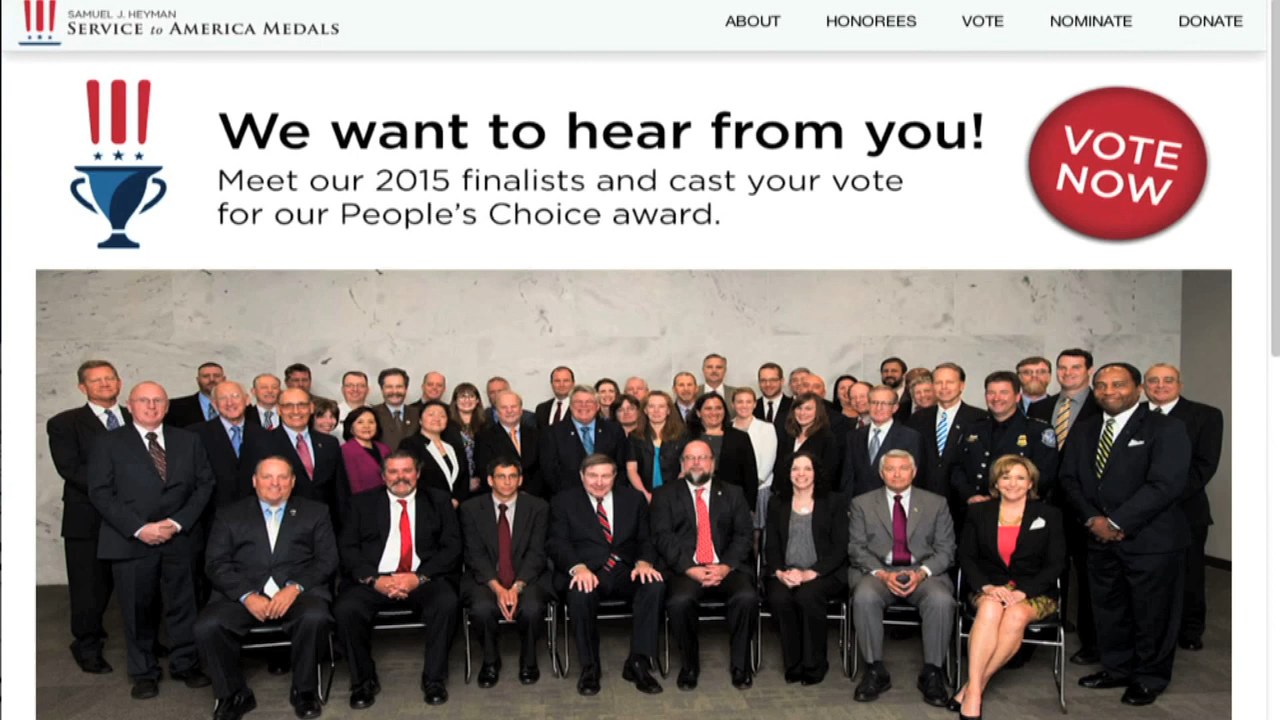 SAMUEL J. HEYMAN
SERVICE to AMERICA MEDALS
ABOUT HONOREES VOTE NOMINATE DONATE
We want to hear from you!
Meet our 2015 finalists and cast your vote
for our People's Choice award.
VOTE
NOW